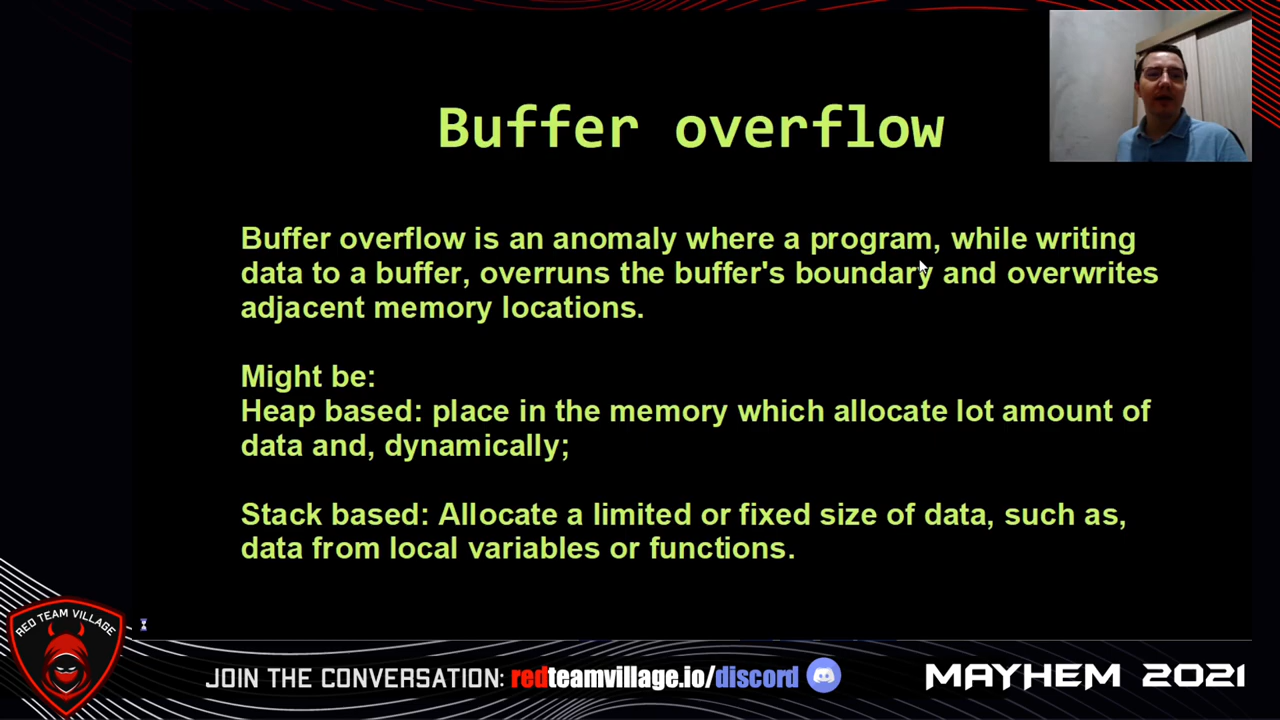 Buffer overflow
Buffer overflow is an anomaly where a program, while writing
data to a buffer, overruns the buffer's boundary and overwrites
adjacent memory locations.
Might be:
Heap based: place in the memory which allocate lot amount of
data and, dynamically;
Stack based: Allocate a limited or fixed size of data, such as,
data from local variables or functions.
RED TEAM VILLAGE
JOIN THE CONVERSATION: redteamvillage.io/discord
MAYHEM 2021